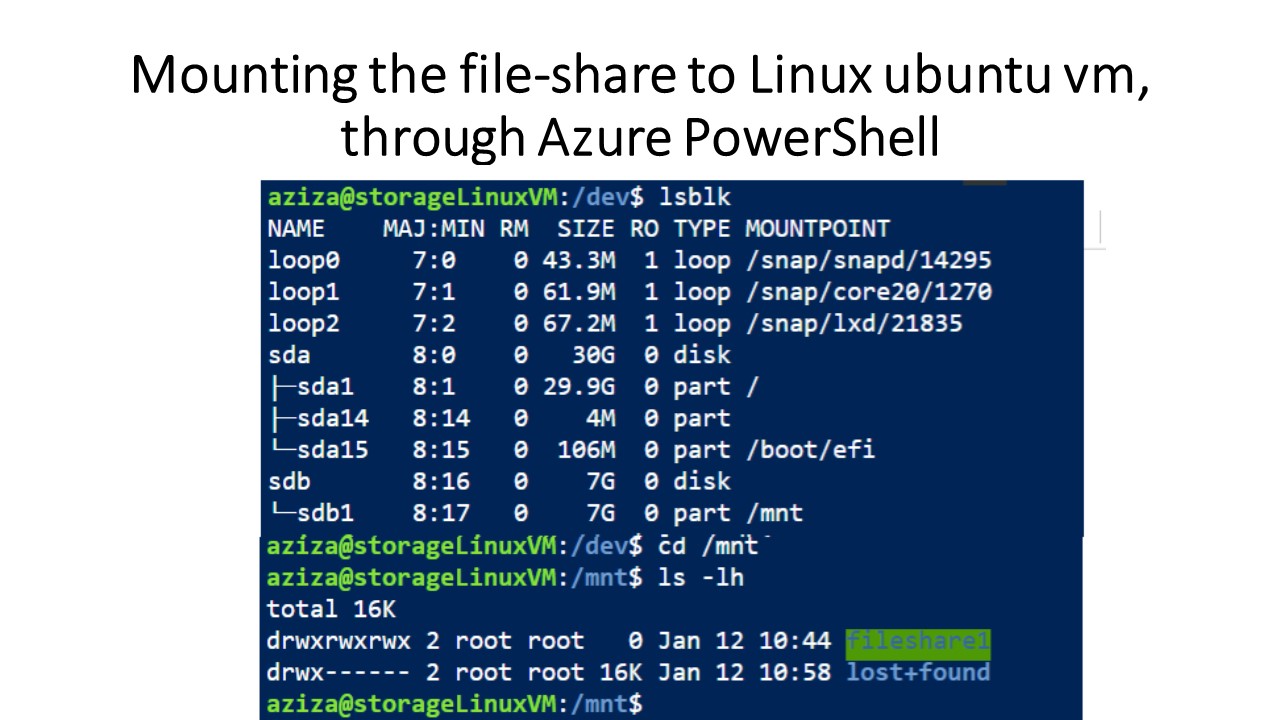 Mounting the file-share to Linux ubuntu vm,
through Azure PowerShell
aziza@storageLinuxVM:/dev$ lsblk
NAME    MAJ:MIN RM  SIZE RO TYPE MOUNTPOINT
loop0     7:0    0 43.3M  1 loop /snap/snapd/14295
loop1     7:1    0 61.9M  1 loop /snap/core20/1270
loop2     7:2    0 67.2M  1 loop /snap/lxd/21835
sda       8:0    0   30G  0 disk
├─sda1    8:1    0 29.9G  0 part /
├─sda14   8:14   0    4M  0 part
└─sda15   8:15   0  106M  0 part /boot/efi
sdb       8:16   0    7G  0 disk
└─sdb1    8:17   0    7G  0 part /mnt
aziza@storageLinuxVM:/dev$ cd /mnt
aziza@storageLinuxVM:/mnt$ ls -lh
total 16K
drwxrwxrwx 2 root root   0 Jan 12 10:44 fileshare1
drwx------ 2 root root 16K Jan 12 10:58 lost+found
aziza@storageLinuxVM:/mnt$